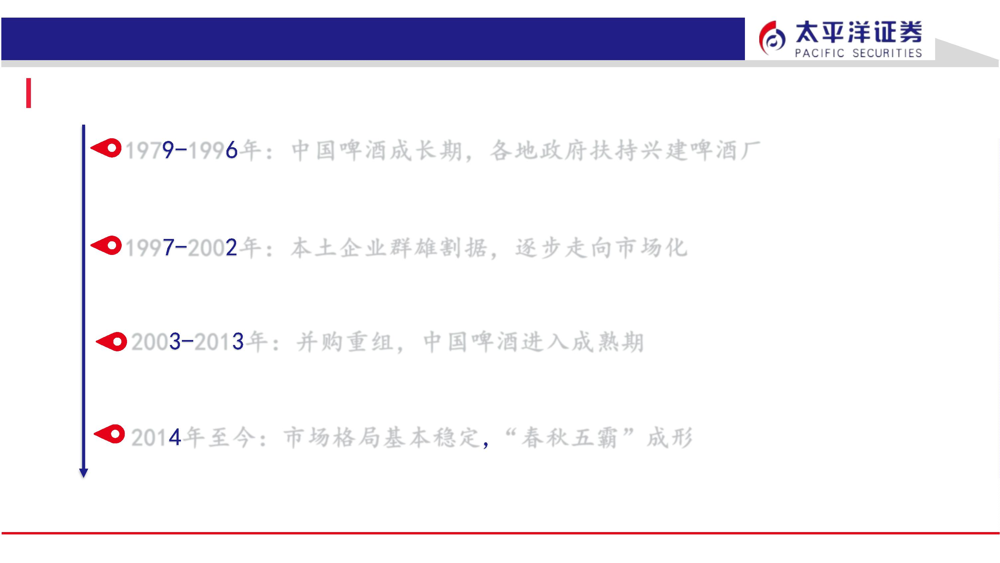 太平洋证券
PACIFIC SECURITIES
1979-1996年：中国啤酒成长期，各地政府扶持兴建啤酒厂
1997-2002年：本土企业群雄割据，逐步走向市场化
2003-2013年：并购重组，中国啤酒进入成熟期
2014年至今：市场格局基本稳定，“春秋五霸”成形